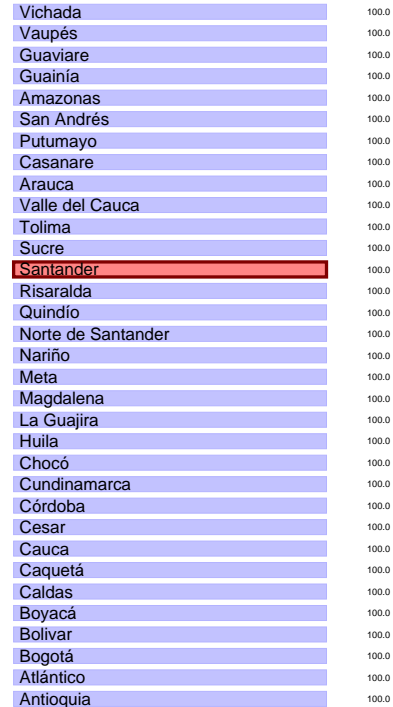 Vichada 100.0
Vaupés 100.0
Guaviare 100.0
Guainía 100.0
Amazonas 100.0
San Andrés 100.0
Putumayo 100.0
Casanare 100.0
Arauca 100.0
Valle del Cauca 100.0
Tolima 100.0
Sucre 100.0
Santander 100.0
Risaralda 100.0
Quindío 100.0
Norte de Santander 100.0
Nariño 100.0
Meta 100.0
Magdalena 100.0
La Guajira 100.0
Huila 100.0
Chocó 100.0
Cundinamarca 100.0
Córdoba 100.0
Cesar 100.0
Cauca 100.0
Caquetá 100.0
Caldas 100.0
Boyacá 100.0
Bolivar 100.0
Bogotá 100.0
Atlántico 100.0
Antioquia 100.0